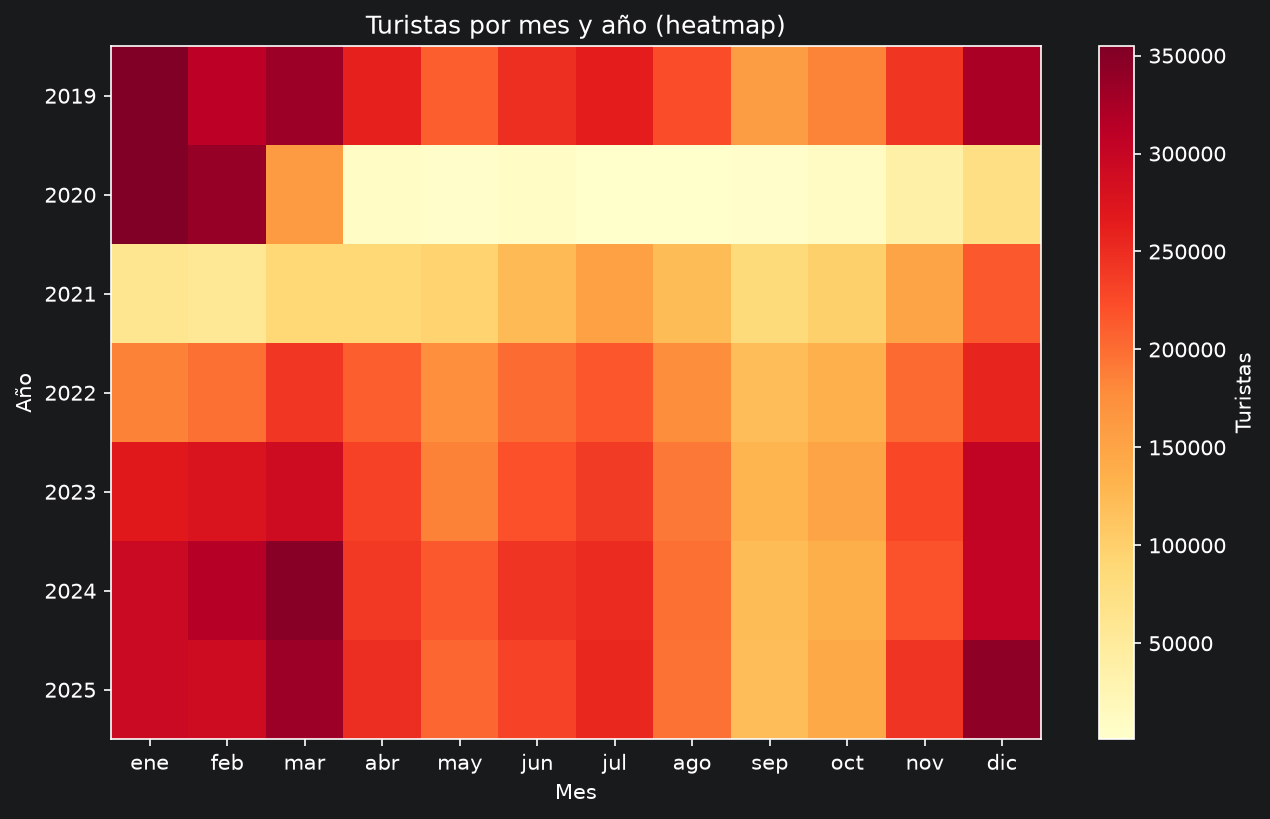 Turistas por mes y año (heatmap)
2019
2020
2021
2022
2023
2024
2025
Año
ene feb mar abr may jun jul ago sep oct nov dic
Mes
350000
300000
250000
200000
150000
100000
50000
Turistas